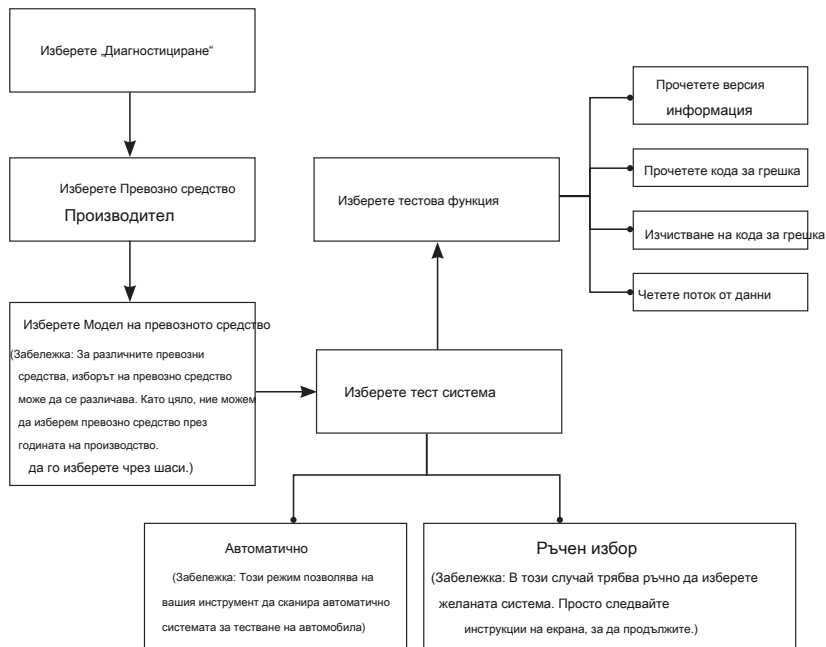 Изберете „Диагностициране“
Изберете Превозно средство
Производител
Изберете Модел на превозното средство
(Забележка: За различните превозни
средства, изборът на превозно средство
може да се различава. Като цяло, ние можем
да изберем превозно средство през
годината на производство.
да го изберете чрез шаси.)
Изберете тест система
Изберете тестова функция
Прочетете версия
информация
Прочетете кода за грешка
Изчистване на кода за грешка
Четете поток от данни
Автоматично
(Забележка: Този режим позволява на
вашия инструмент да сканира автоматично
системата за тестване на автомобила)
Ръчен избор
(Забележка: В този случай трябва ръчно да изберете
желаната система. Просто следвайте
инструкции на екрана, за да продължите.)